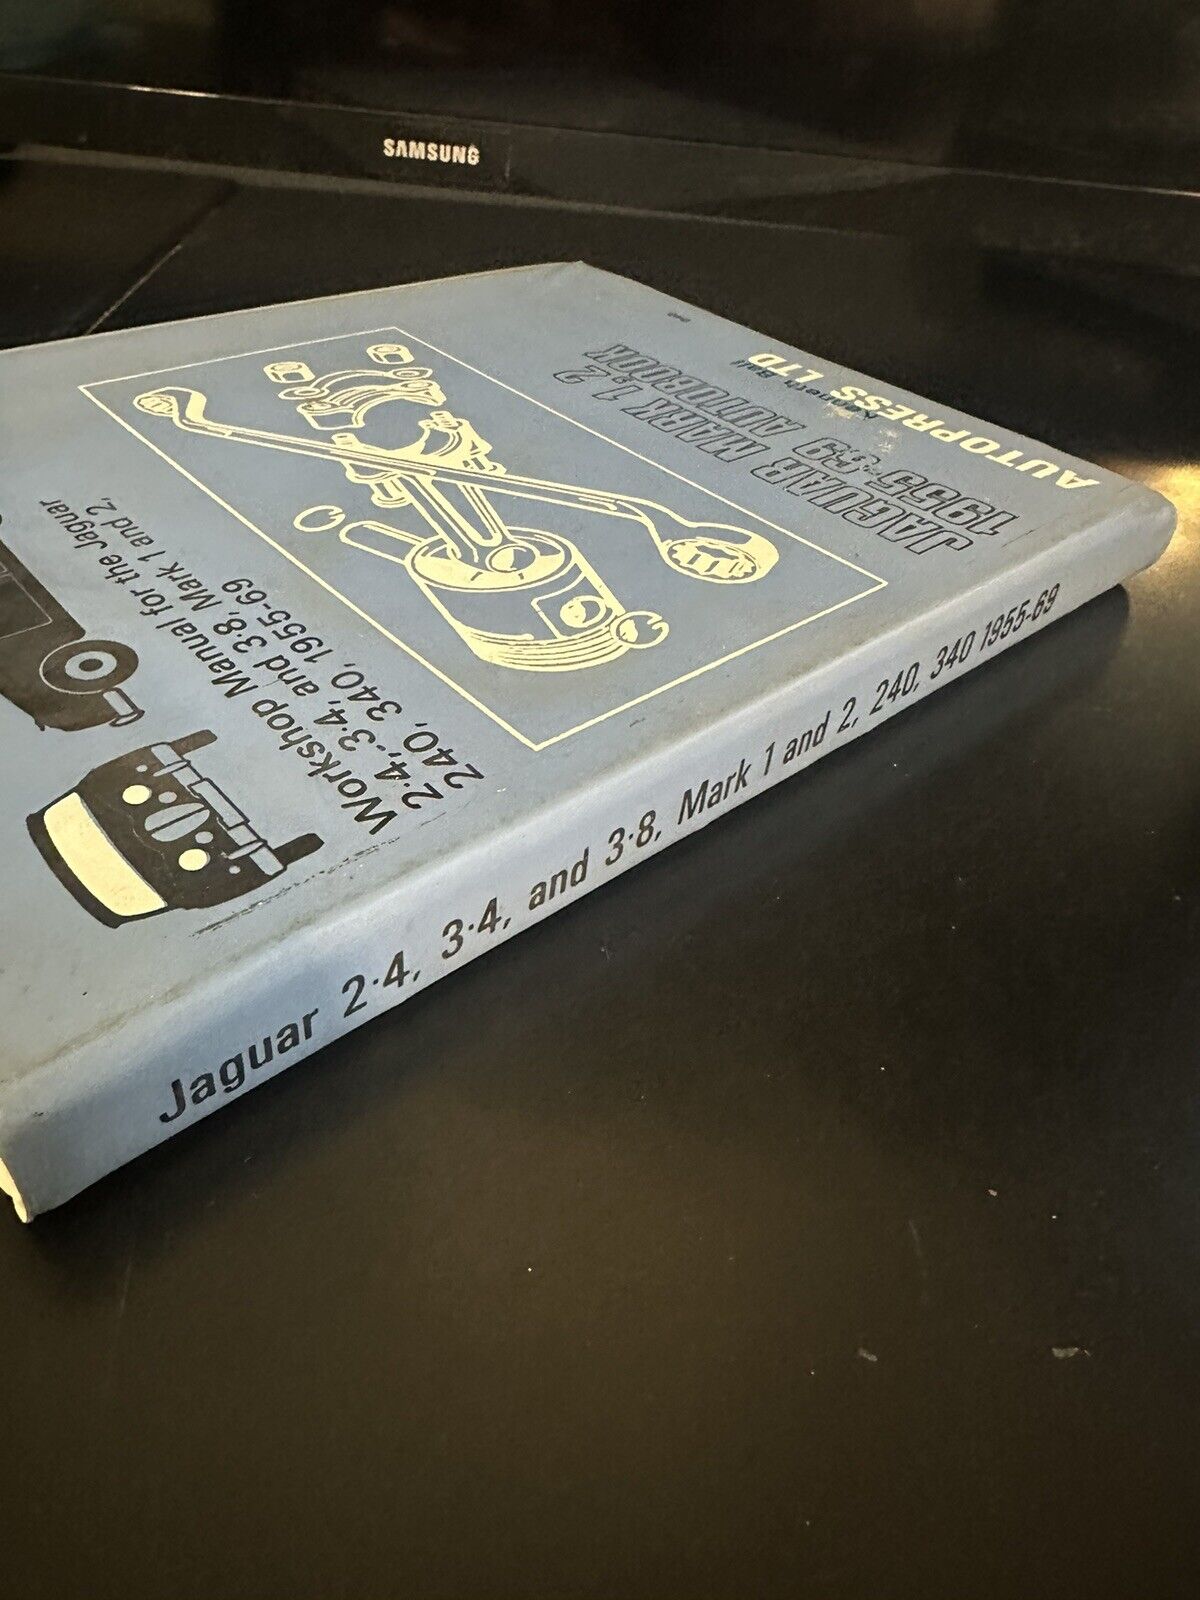 SAMSUNG
AUTOPRESS LTD
Kenneth Ball
JAGUAR MARK 1, 2
1955-69 AUTOBOOK
Workshop Manual for the Jaguar
2·4, 3·4, and 3·8, Mark 1 and 2,
240, 340, 1955-69
Jaguar 2·4, 3·4, and 3·8, Mark 1 and 2, 240, 340 1955-69